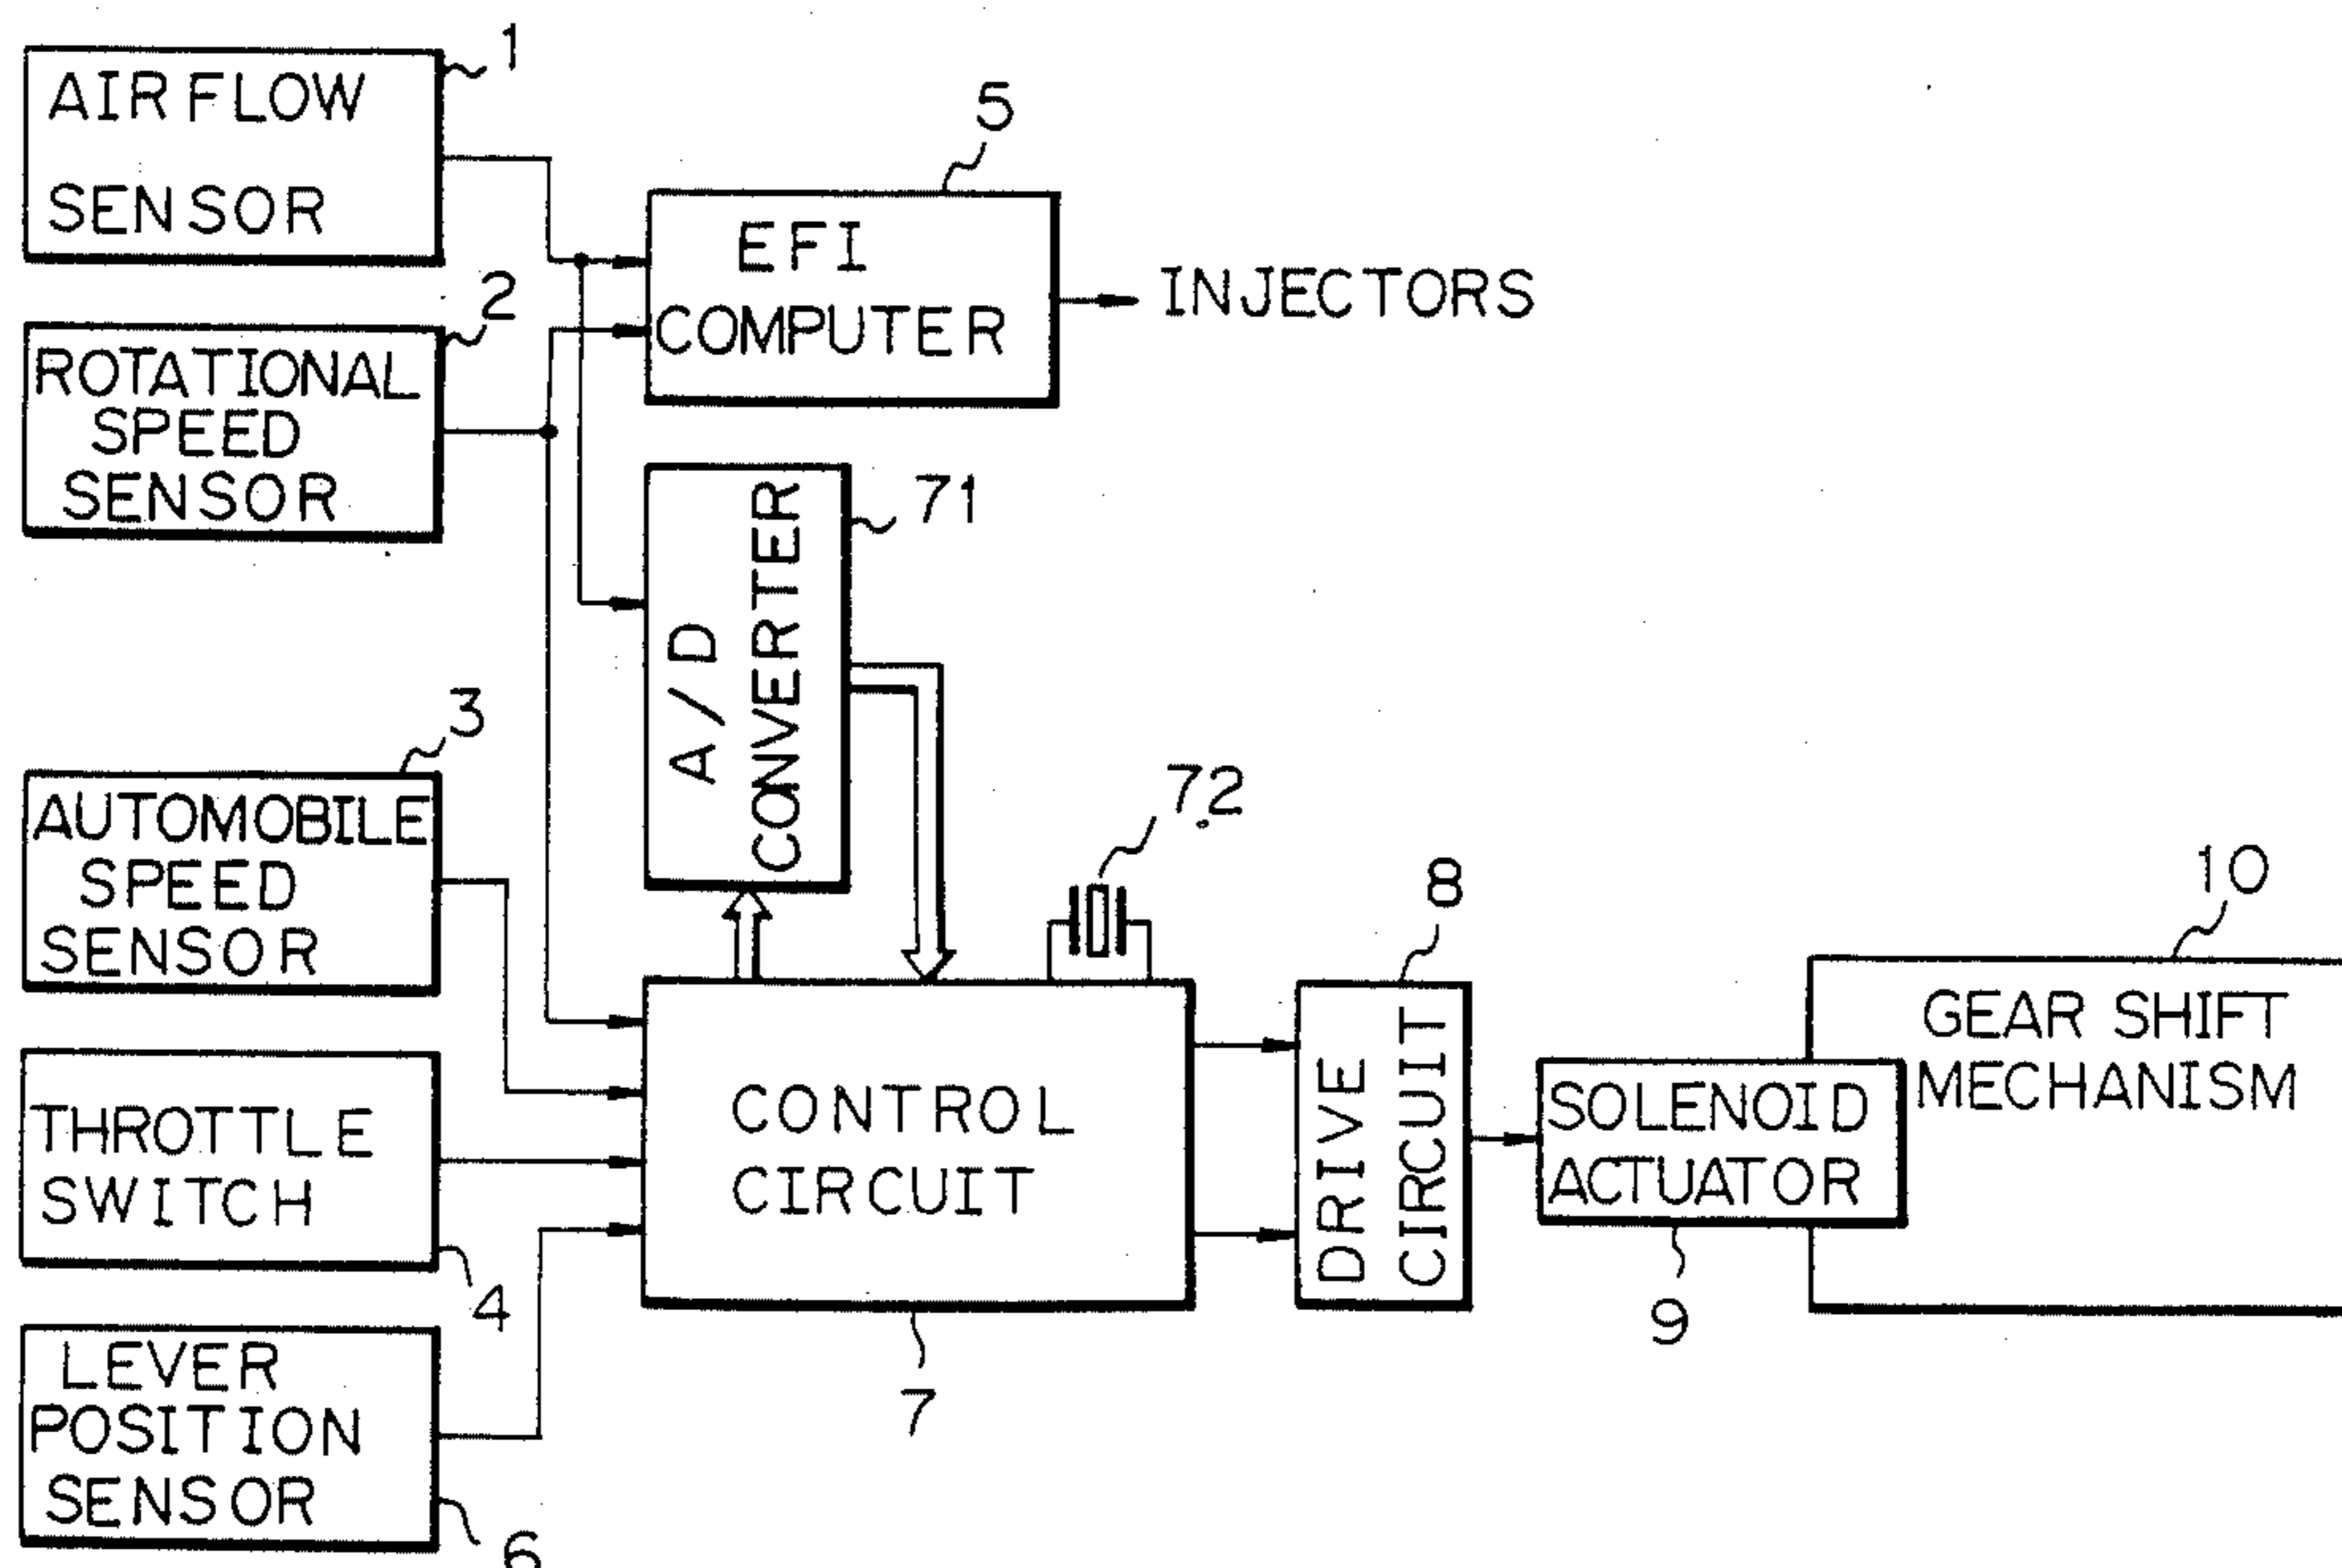 1
AIR FLOW
SENSOR
5
EFI
COMPUTER
INJECTORS
2
ROTATIONAL
SPEED
SENSOR
71
A/D
CONVERTER
3
AUTOMOBILE
SPEED
SENSOR
72
8
10
GEAR SHIFT
MECHANISM
THROTTLE
SWITCH
4
CONTROL
CIRCUIT
7
DRIVE
CIRCUIT
SOLENOID
ACTUATOR
9
LEVER
POSITION
SENSOR
6